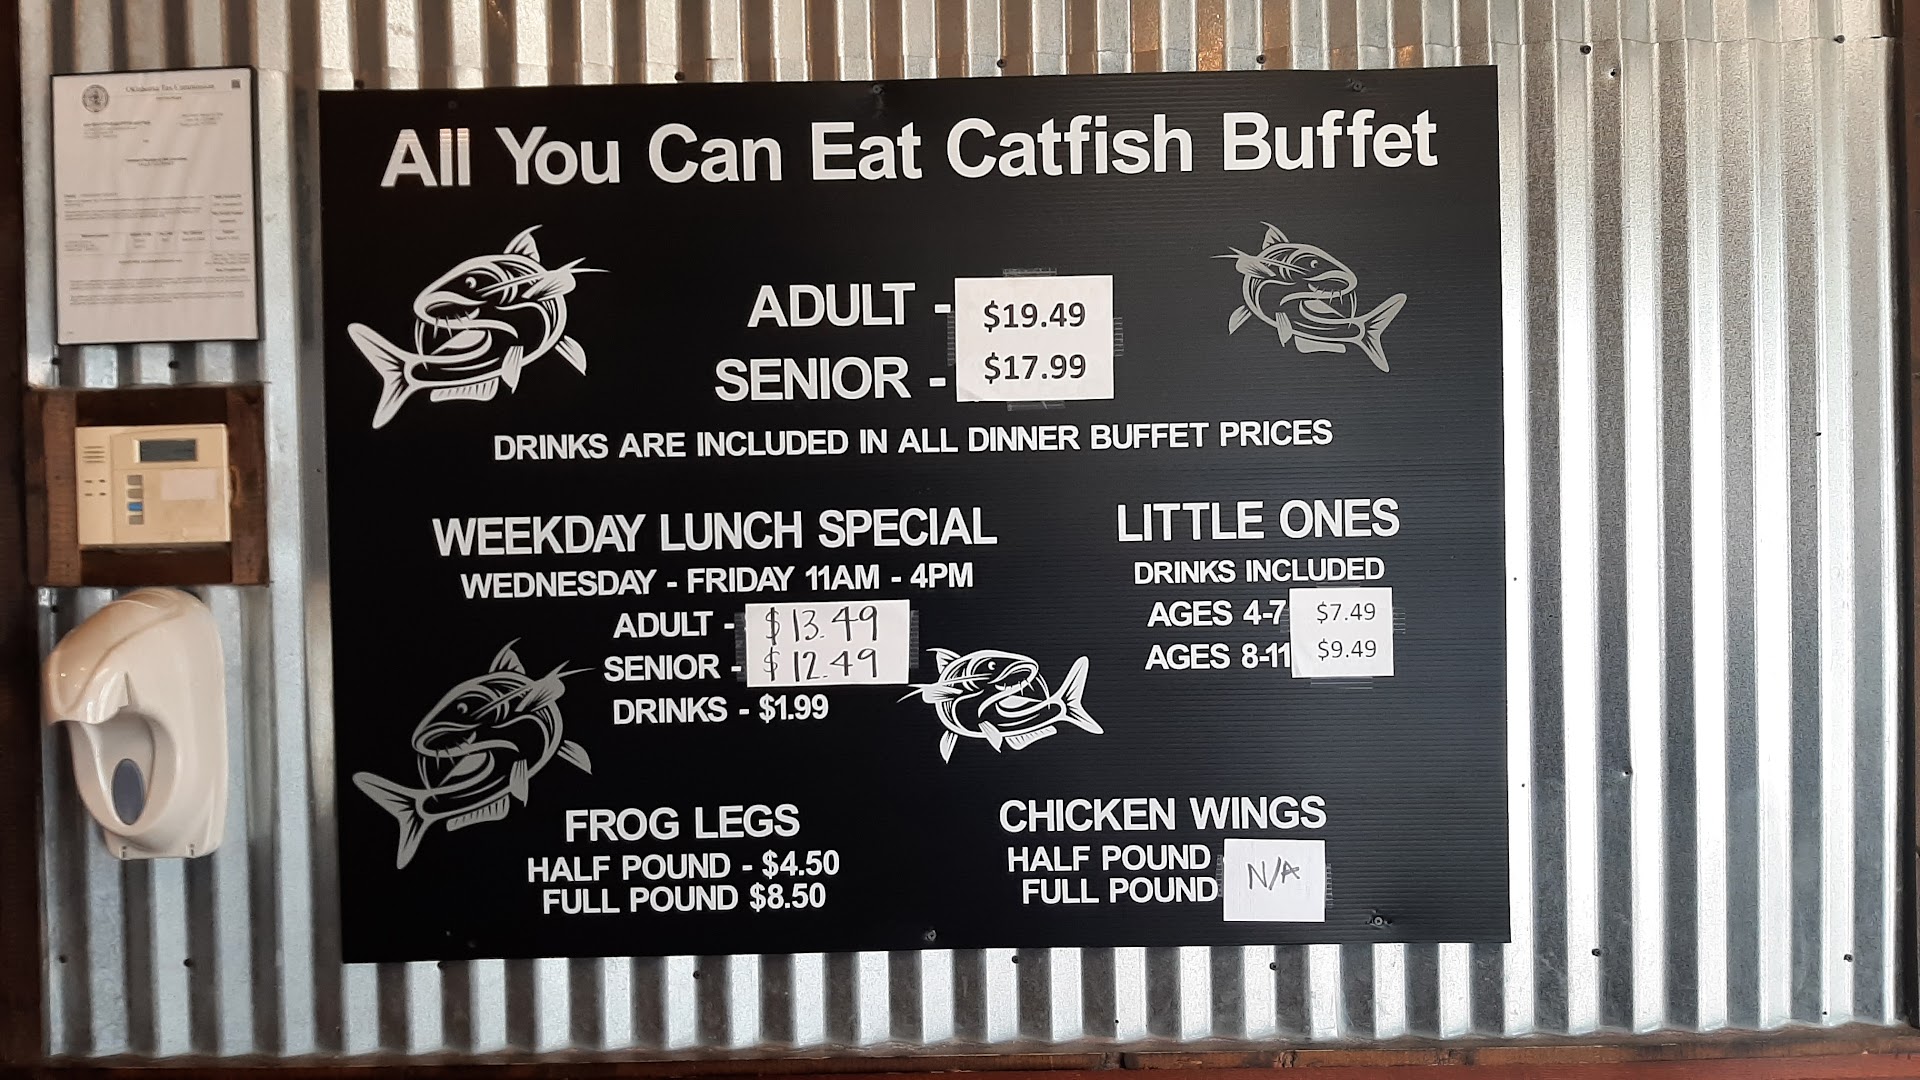 Oklahoma Tax Commission
All You Can Eat Catfish Buffet
ADULT - $19.49
SENIOR - $17.99
DRINKS ARE INCLUDED IN ALL DINNER BUFFET PRICES
WEEKDAY LUNCH SPECIAL
WEDNESDAY - FRIDAY 11AM - 4PM
ADULT - $13.49
SENIOR - $12.49
DRINKS - $1.99
LITTLE ONES
DRINKS INCLUDED
AGES 4-7 $7.49
AGES 8-11 $9.49
FROG LEGS
HALF POUND - $4.50
FULL POUND $8.50
CHICKEN WINGS
HALF POUND
FULL POUND
N/A